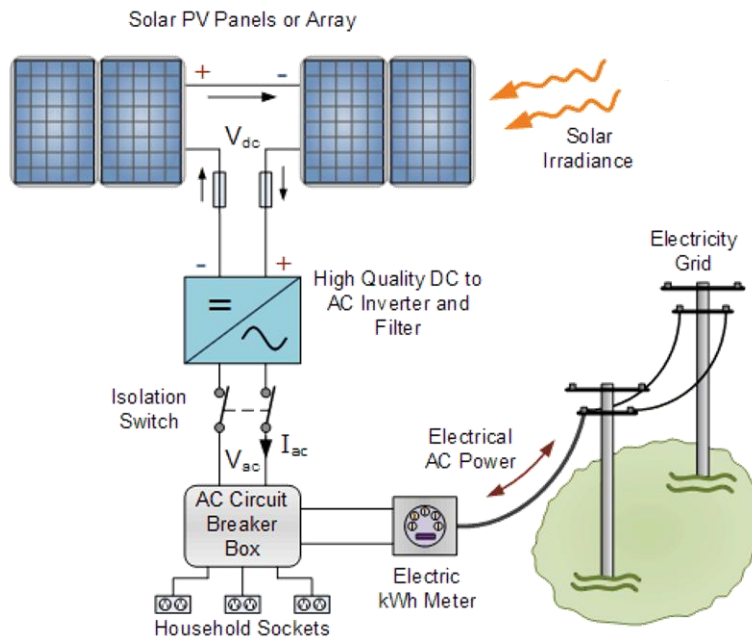 Solar PV Panels or Array
+
-
Solar
Irradiance
Vdc
-
+
High Quality DC to
AC Inverter and
Filter
Electricity
Grid
Isolation
Switch
Iac
Vac
Electrical
AC Power
AC Circuit
Breaker
Box
Electric
kWh Meter
Household Sockets